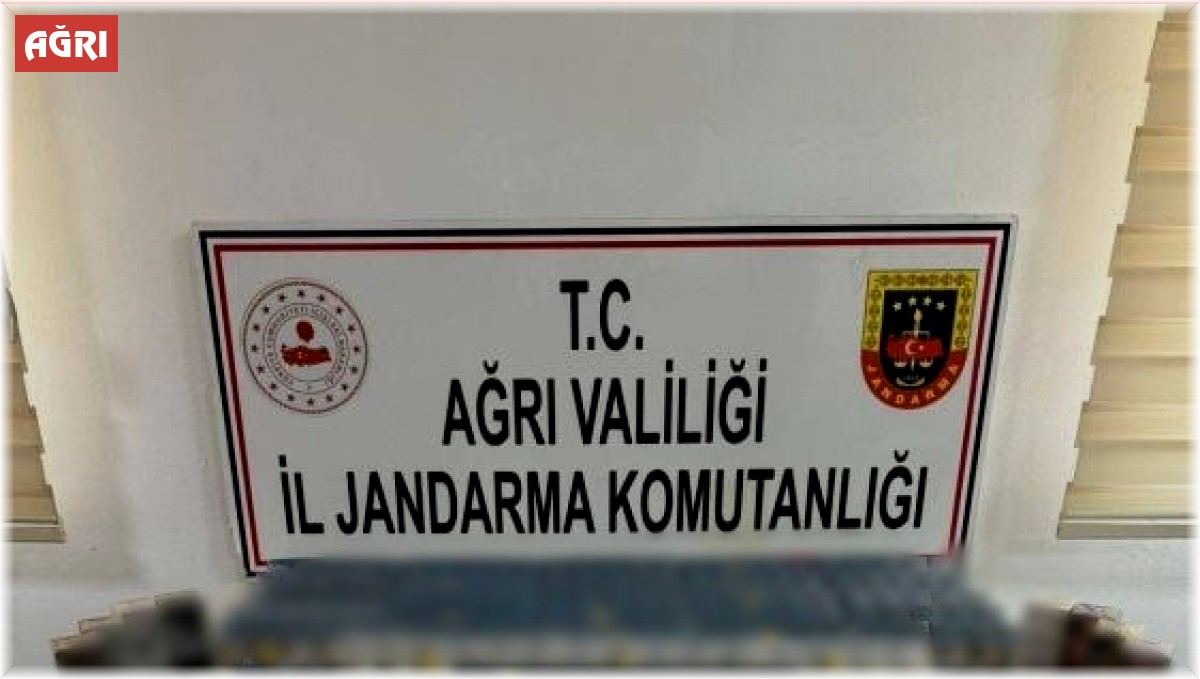 AĞRI
T.C.
AĞRI VALİLİĞİ
İL JANDARMA KOMUTANLIĞI
JANDARMA